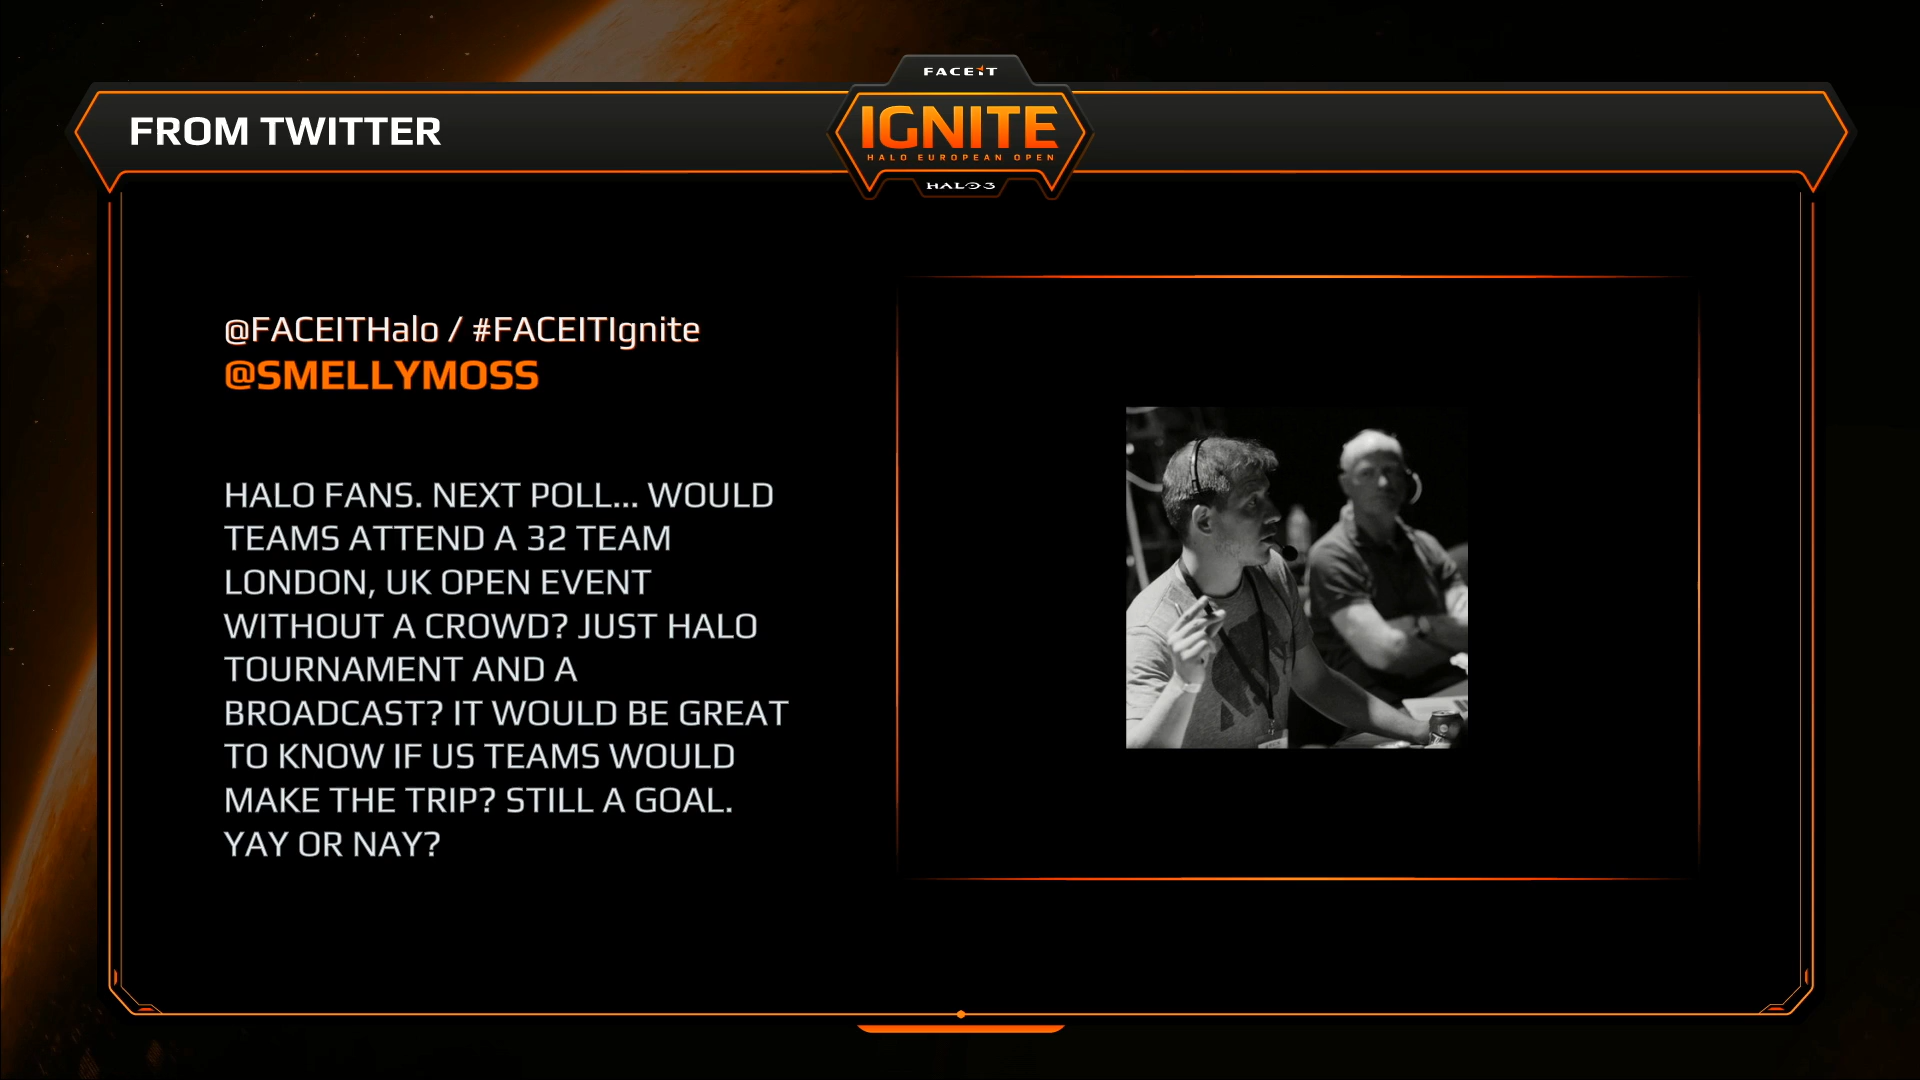 FACEIT
FROM TWITTER
IGNITE
HALO EUROPEAN OPEN
HALO 3
@FACEITHalo / #FACEITIgnite
@SMELLYMOSS
HALO FANS. NEXT POLL... WOULD
TEAMS ATTEND A 32 TEAM
LONDON, UK OPEN EVENT
WITHOUT A CROWD? JUST HALO
TOURNAMENT AND A
BROADCAST? IT WOULD BE GREAT
TO KNOW IF US TEAMS WOULD
MAKE THE TRIP? STILL A GOAL.
YAY OR NAY?